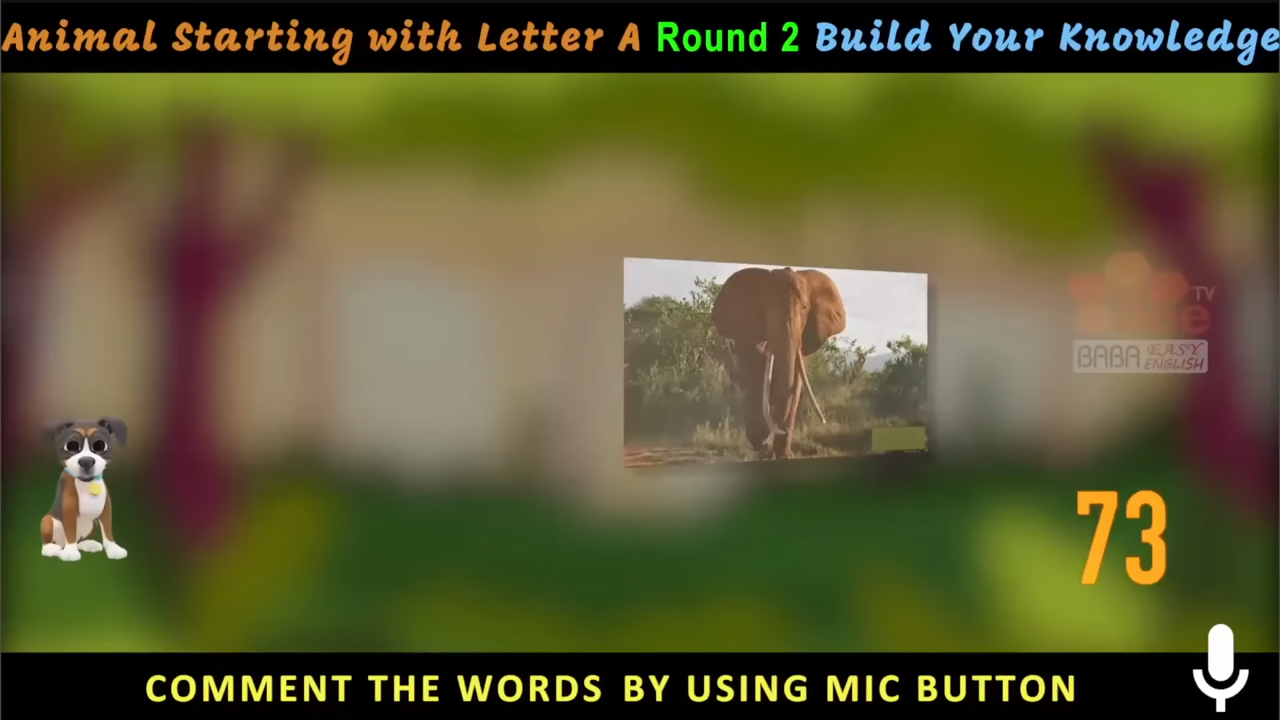 Animal Starting with Letter A Round 2 Build Your Knowledge
TV
BABA EASY ENGLISH
73
COMMENT THE WORDS BY USING MIC BUTTON